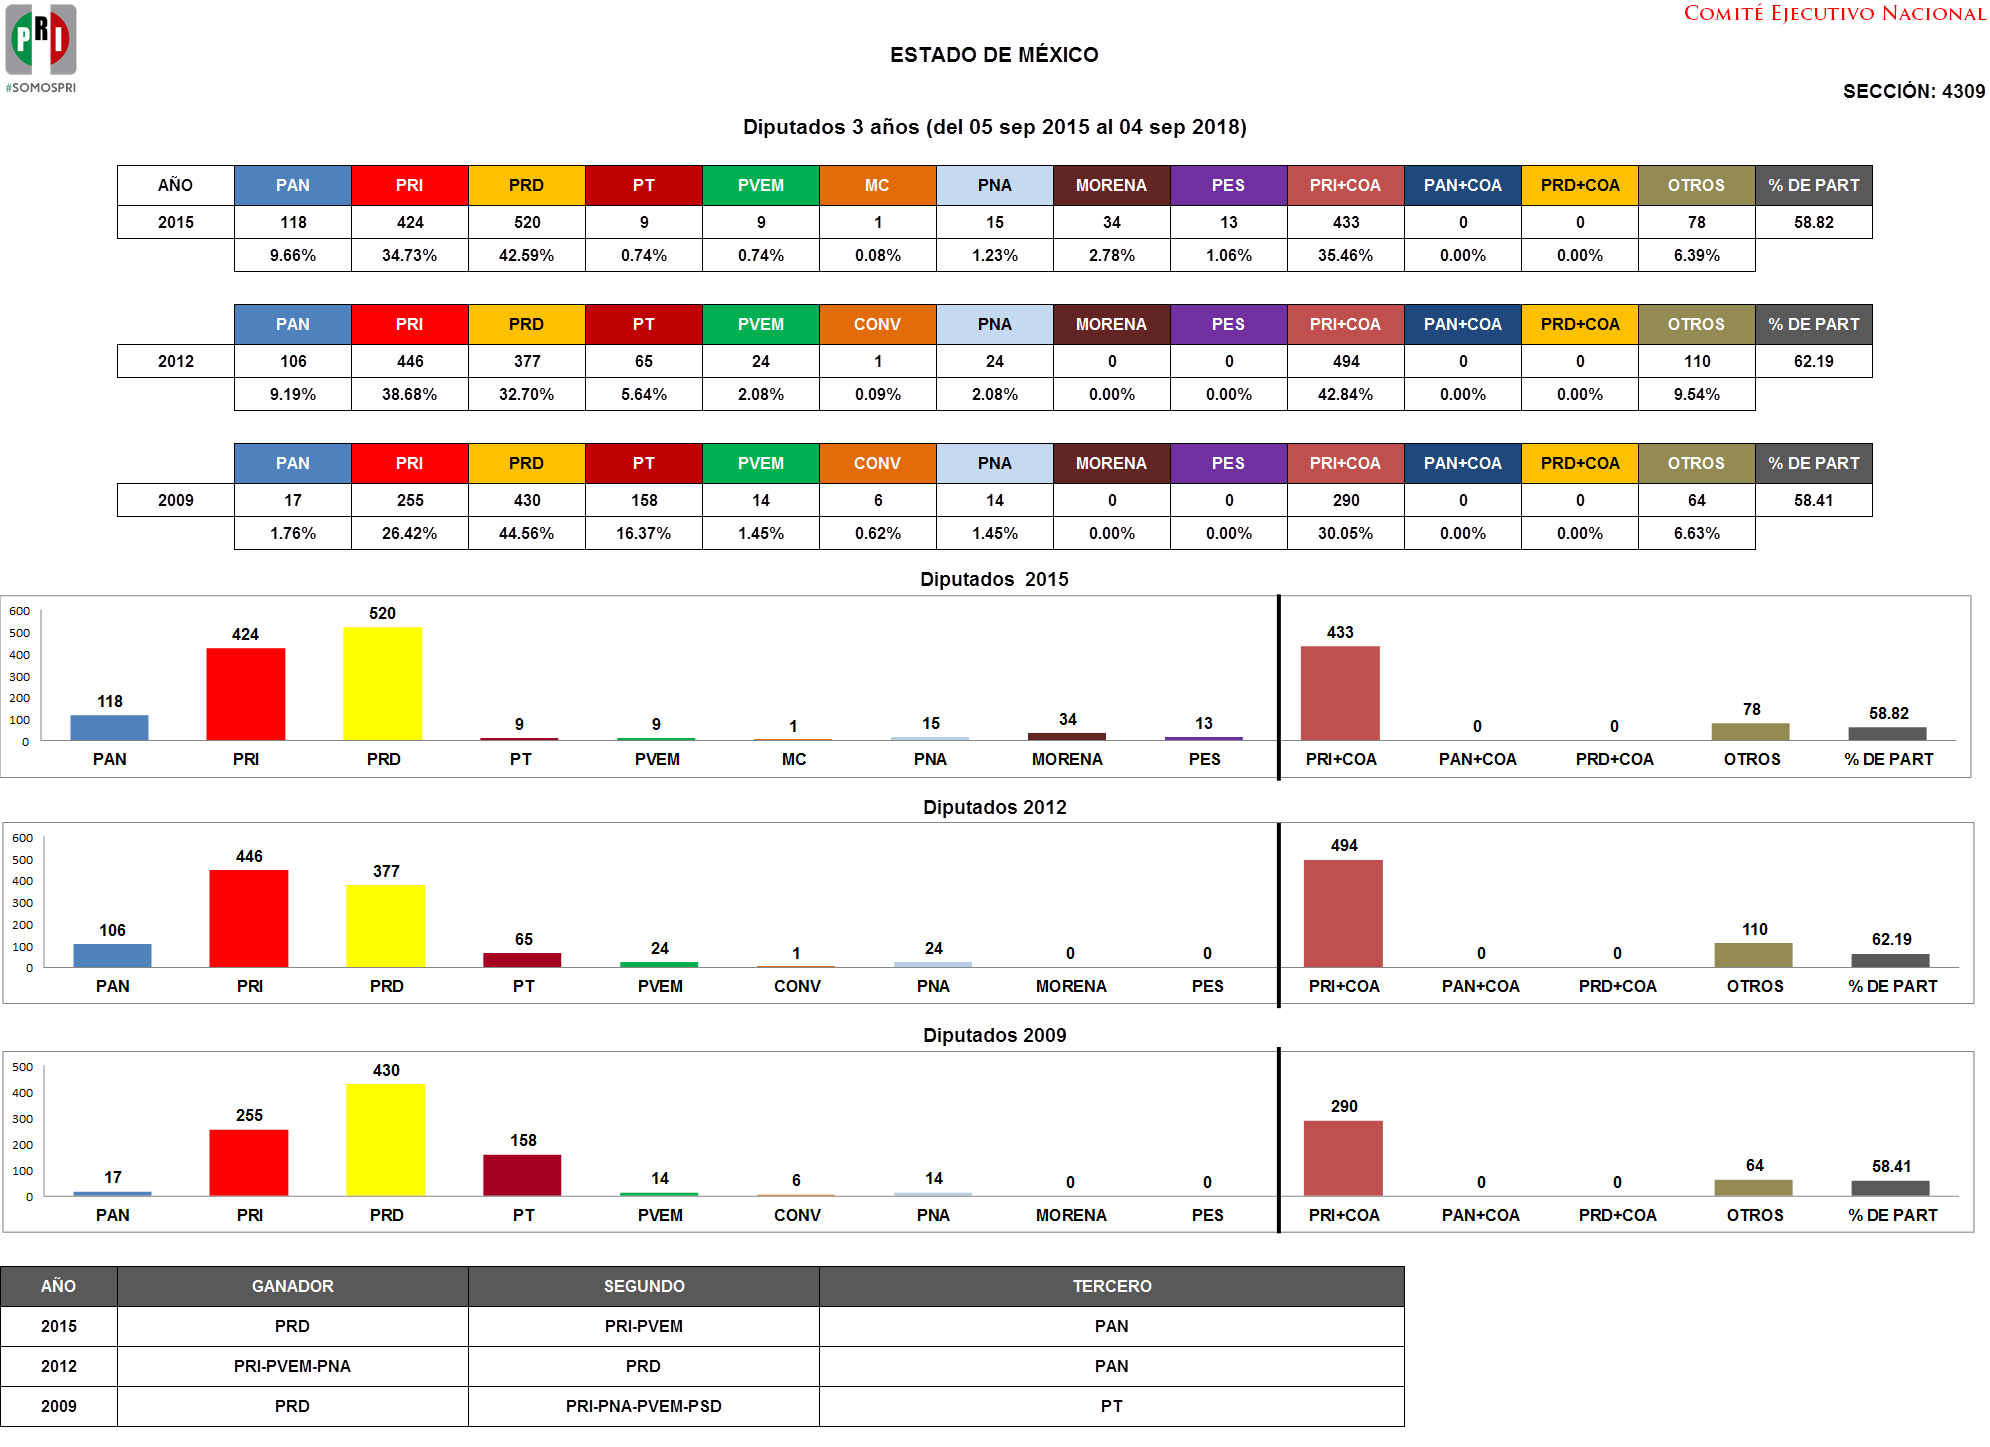 PRI
#SOMOSPRI
COMITÉ EJECUTIVO NACIONAL
ESTADO DE MÉXICO
SECCIÓN: 4309
Diputados 3 años (del 05 sep 2015 al 04 sep 2018)
AÑO PAN PRI PRD PT PVEM MC PNA MORENA PES PRI+COA PAN+COA PRD+COA OTROS % DE PART
2015 118 424 520 9 9 1 15 34 13 433 0 0 78 58.82
9.66% 34.73% 42.59% 0.74% 0.74% 0.08% 1.23% 2.78% 1.06% 35.46% 0.00% 0.00% 6.39%
PAN PRI PRD PT PVEM CONV PNA MORENA PES PRI+COA PAN+COA PRD+COA OTROS % DE PART
2012 106 446 377 65 24 1 24 0 0 494 0 0 110 62.19
9.19% 38.68% 32.70% 5.64% 2.08% 0.09% 2.08% 0.00% 0.00% 42.84% 0.00% 0.00% 9.54%
PAN PRI PRD PT PVEM CONV PNA MORENA PES PRI+COA PAN+COA PRD+COA OTROS % DE PART
2009 17 255 430 158 14 6 14 0 0 290 0 0 64 58.41
1.76% 26.42% 44.56% 16.37% 1.45% 0.62% 1.45% 0.00% 0.00% 30.05% 0.00% 0.00% 6.63%
Diputados 2015
600
500
400
300
200
100
0
118 424 520 9 9 1 15 34 13 433 0 0 78 58.82
PAN PRI PRD PT PVEM MC PNA MORENA PES PRI+COA PAN+COA PRD+COA OTROS % DE PART
Diputados 2012
600
500
400
300
200
100
0
106 446 377 65 24 1 24 0 0 494 0 0 110 62.19
PAN PRI PRD PT PVEM CONV PNA MORENA PES PRI+COA PAN+COA PRD+COA OTROS % DE PART
Diputados 2009
500
400
300
200
100
0
17 255 430 158 14 6 14 0 0 290 0 0 64 58.41
PAN PRI PRD PT PVEM CONV PNA MORENA PES PRI+COA PAN+COA PRD+COA OTROS % DE PART
AÑO GANADOR SEGUNDO TERCERO
2015 PRD PRI-PVEM PAN
2012 PRI-PVEM-PNA PRD PAN
2009 PRD PRI-PNA-PVEM-PSD PT